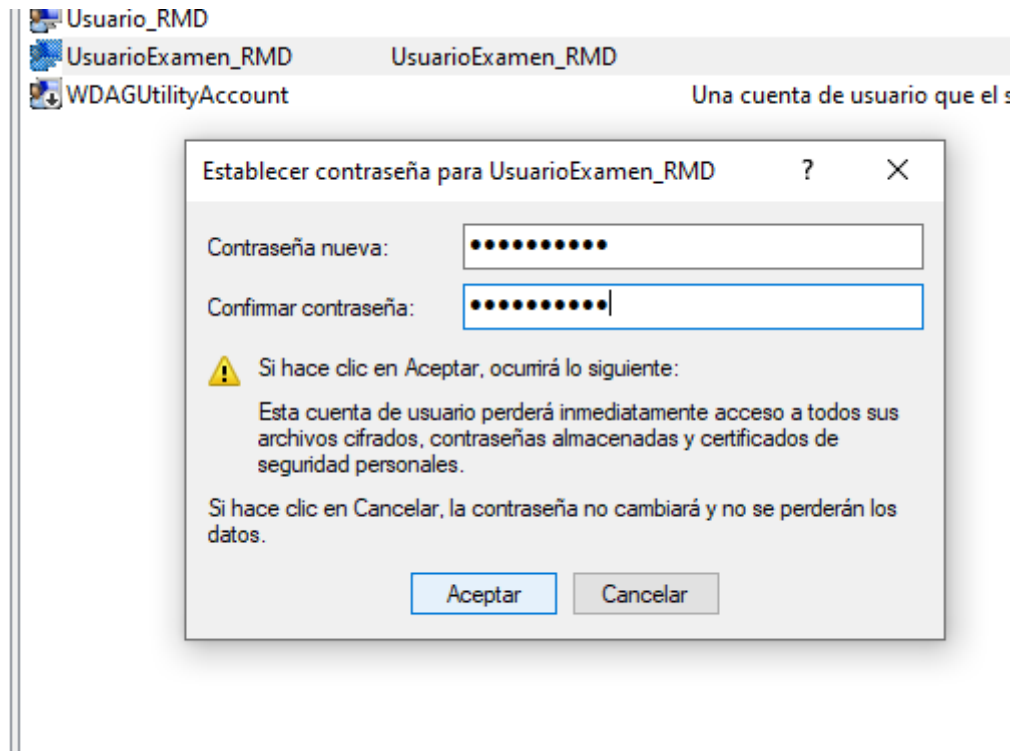 Usuario_RMD
UsuarioExamen_RMD UsuarioExamen_RMD
WDAGUtilityAccount Una cuenta de usuario que el s
Establecer contraseña para UsuarioExamen_RMD ?
Contraseña nueva: ●●●●●●●●●●
Confirmar contraseña: ●●●●●●●●●●
Si hace clic en Aceptar, ocurrirá lo siguiente:
Esta cuenta de usuario perderá inmediatamente acceso a todos sus
archivos cifrados, contraseñas almacenadas y certificados de
seguridad personales.
Si hace clic en Cancelar, la contraseña no cambiará y no se perderán los
datos.
Aceptar Cancelar